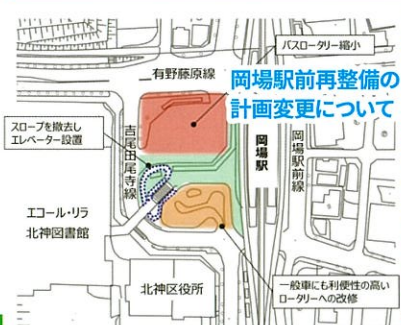 バスロータリー縮小
有野藤原線
岡場駅前再整備の
計画変更について
スロープを撤去し
エレベーター設置
吉尾田尾寺線
岡場駅
岡場駅前線
エコール・リラ
北神図書館
北神区役所
一般車にも利便性の高い
ロータリーへの改修